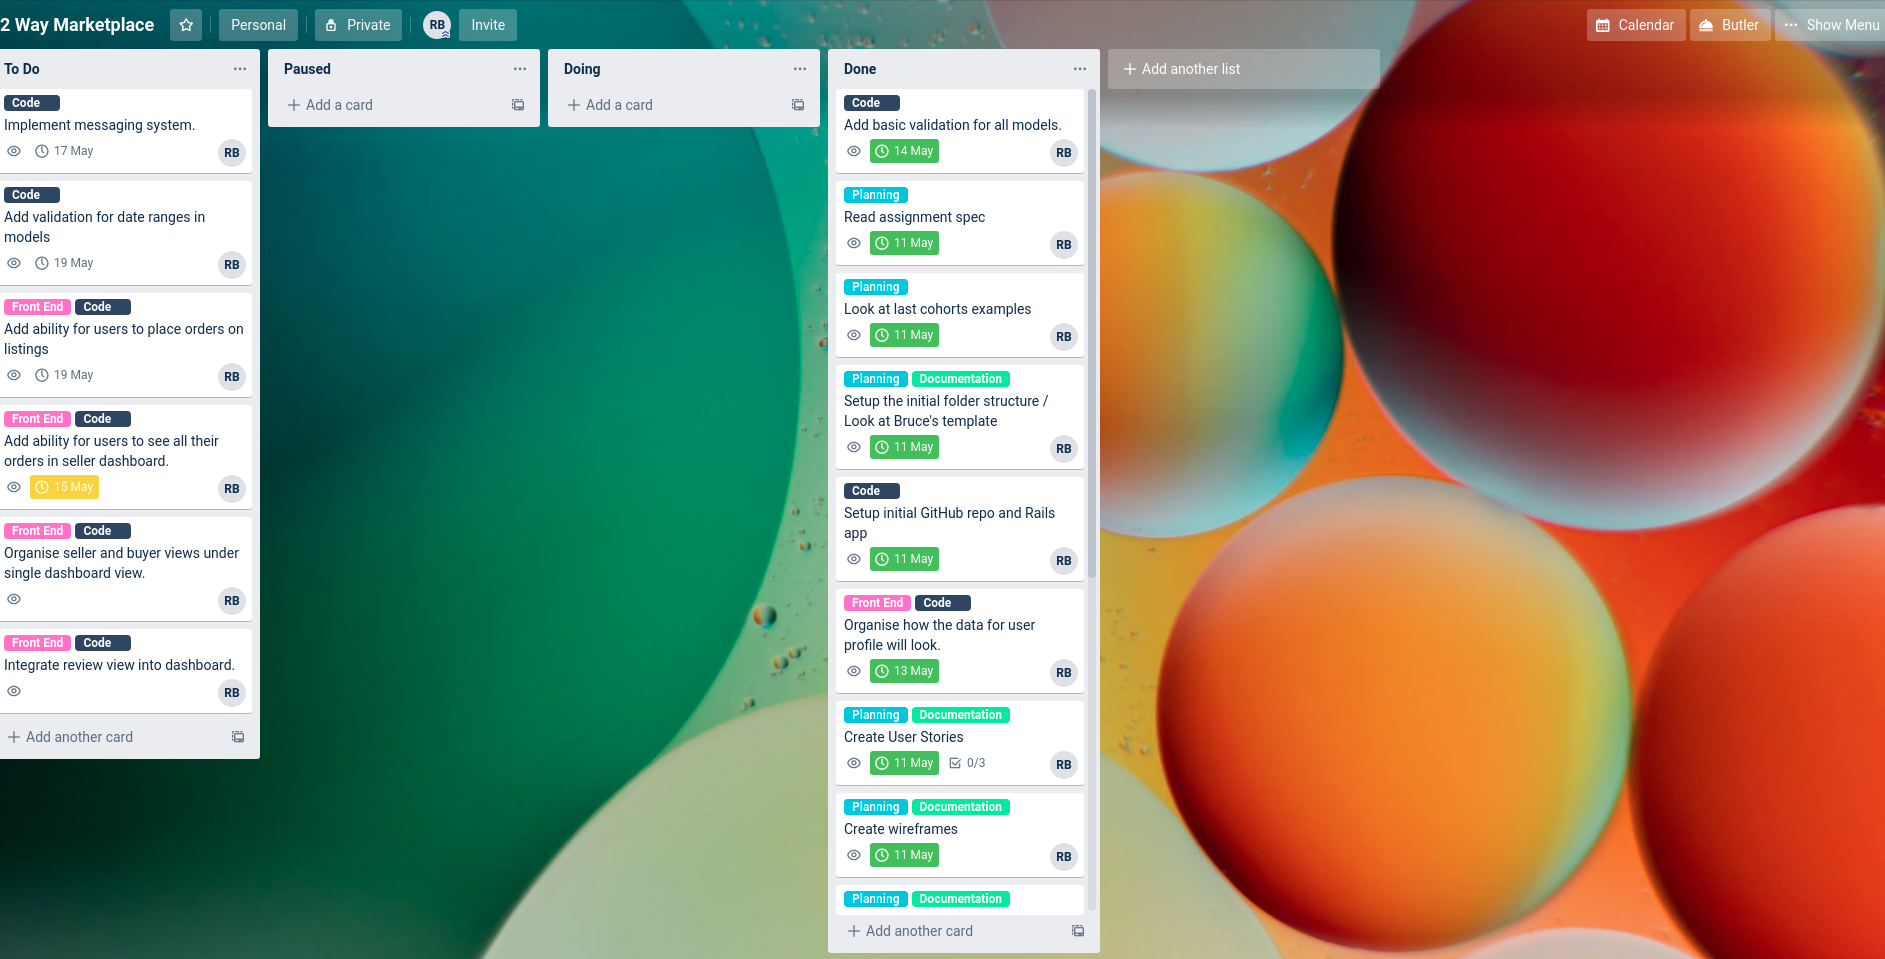 2 Way Marketplace
Personal
Private
RB
Invite
Calendar
Butler
Show Menu
To Do
Code
Implement messaging system.
17 May
RB
Code
Add validation for date ranges in
models
19 May
RB
Front End Code
Add ability for users to place orders on
listings
19 May
RB
Front End Code
Add ability for users to see all their
orders in seller dashboard.
15 May
RB
Front End Code
Organise seller and buyer views under
single dashboard view.
RB
Front End Code
Integrate review view into dashboard.
RB
Add another card
Paused
Add a card
Doing
Add a card
Done
Code
Add basic validation for all models.
14 May
RB
Planning
Read assignment spec
11 May
RB
Planning
Look at last cohorts examples
11 May
RB
Planning Documentation
Setup the initial folder structure /
Look at Bruce's template
11 May
RB
Code
Setup initial GitHub repo and Rails
app
11 May
RB
Front End Code
Organise how the data for user
profile will look.
13 May
RB
Planning Documentation
Create User Stories
11 May 0/3
RB
Planning Documentation
Create wireframes
11 May
RB
Planning Documentation
Add another card
Add another list